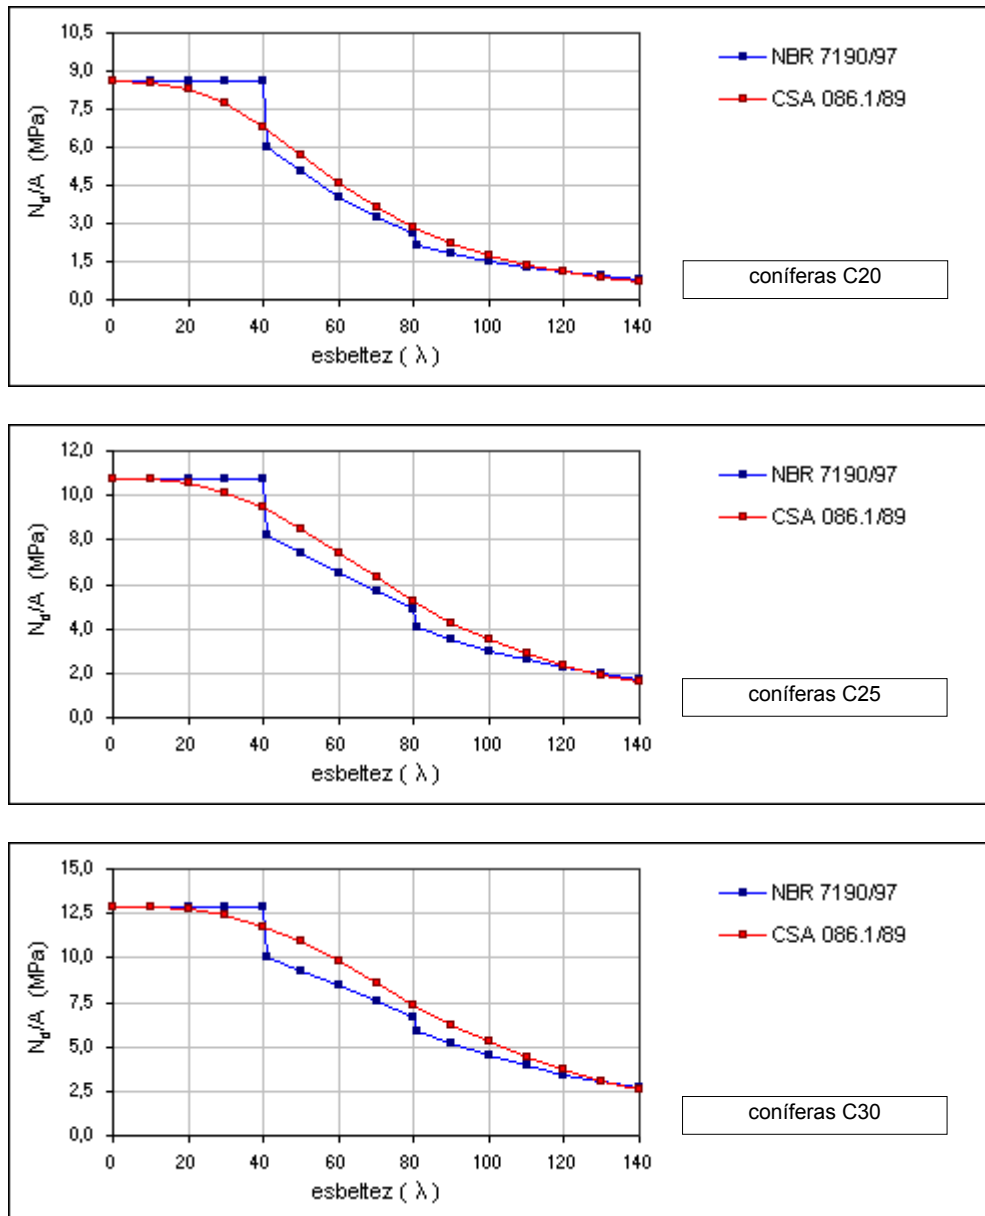 10,5
9,0
7,5
6,0
4,5
3,0
1,5
0,0
N_d/A (MPa)
0 20 40 60 80 100 120 140
esbeltez ( λ )
NBR 7190/97
CSA 086.1/89
coníferas C20
12,0
10,0
8,0
6,0
4,0
2,0
0,0
N_d/A (MPa)
0 20 40 60 80 100 120 140
esbeltez ( λ )
NBR 7190/97
CSA 086.1/89
coníferas C25
15,0
12,5
10,0
7,5
5,0
2,5
0,0
N_d/A (MPa)
0 20 40 60 80 100 120 140
esbeltez ( λ )
NBR 7190/97
CSA 086.1/89
coníferas C30